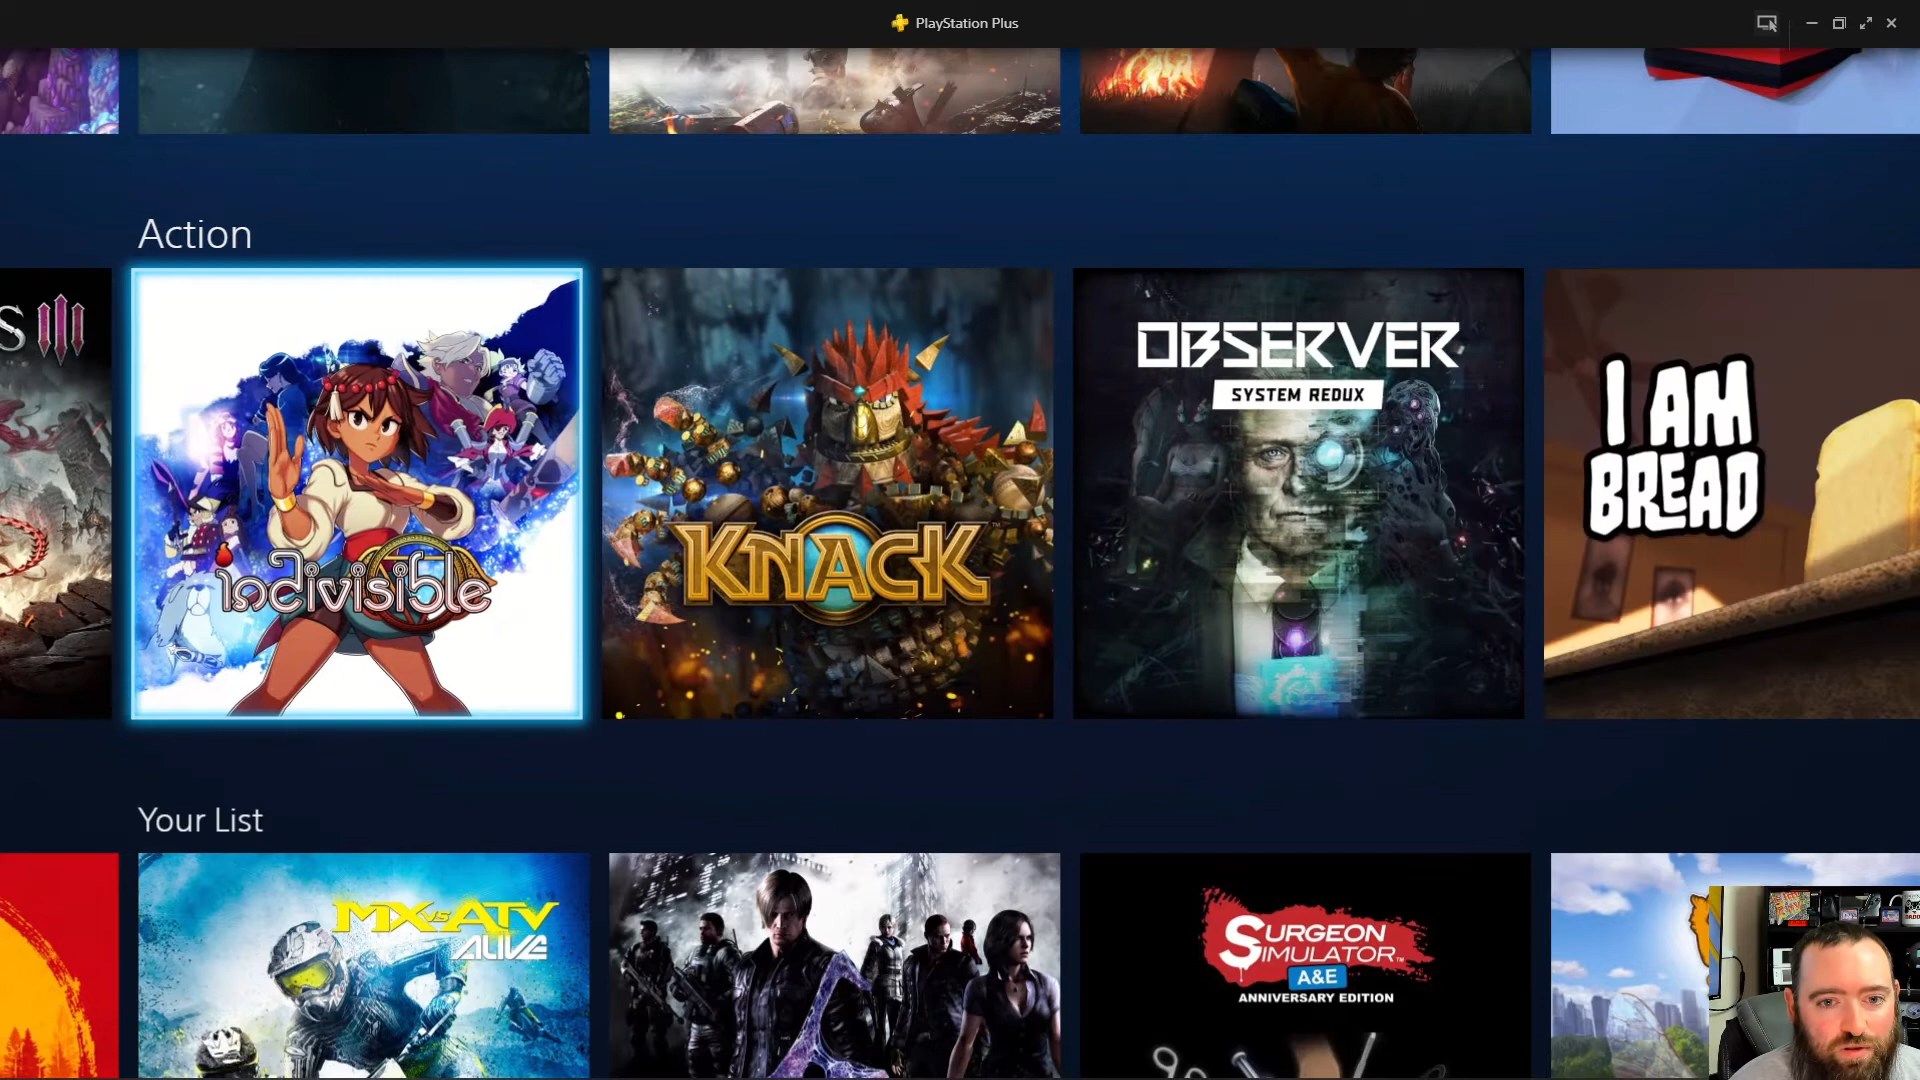 PlayStation Plus
Action
S III
Indivisible
KNACK
OBSERVER
SYSTEM REDUX
I AM
BREAD
Your List
MX vs ATV
ALIVE
SURGEON
SIMULATOR
A&E
ANNIVERSARY EDITION